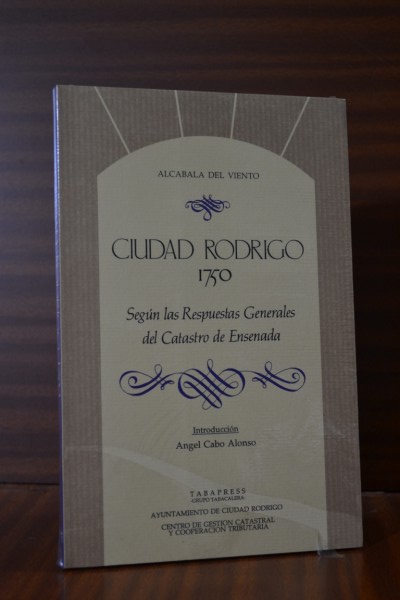 ALCABALA DEL VIENTO
CIUDAD RODRIGO
1750
Según las Respuestas Generales
del Catastro de Ensenada
Introducción
Angel Cabo Alonso
TABAPRESS
(GRUPO TABACALERA)
AYUNTAMIENTO DE CIUDAD RODRIGO
CENTRO DE GESTION CATASTRAL
Y COOPERACION TRIBUTARIA